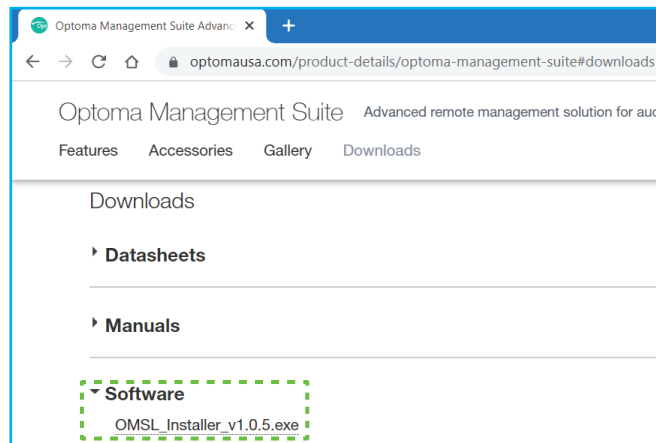 Optoma Management Suite Advanc
optomausa.com/product-details/optoma-management-suite#downloads
Optoma Management Suite Advanced remote management solution for aud
Features Accessories Gallery Downloads
Downloads
Datasheets
Manuals
Software
OMSL_Installer_v1.0.5.exe